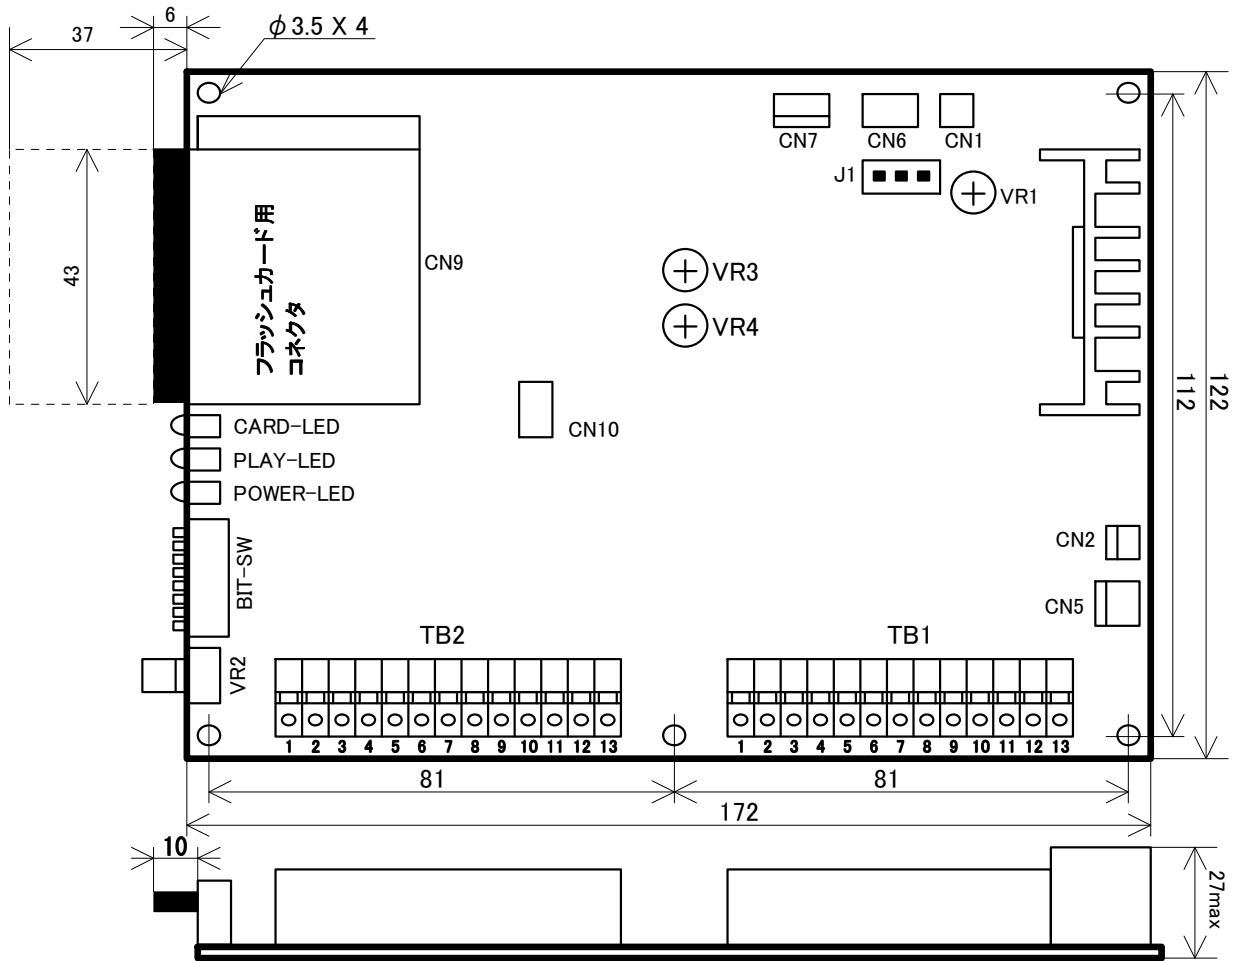 6
37
φ3.5 X 4
CN7
CN6
CN1
J1
VR1
フラッシュカード用
コネクタ
CN9
43
VR3
VR4
112
122
CARD-LED
PLAY-LED
POWER-LED
CN10
BIT-SW
CN2
CN5
VR2
TB2
TB1
1 2 3 4 5 6 7 8 9 10 11 12 13
1 2 3 4 5 6 7 8 9 10 11 12 13
81
81
172
10
27max